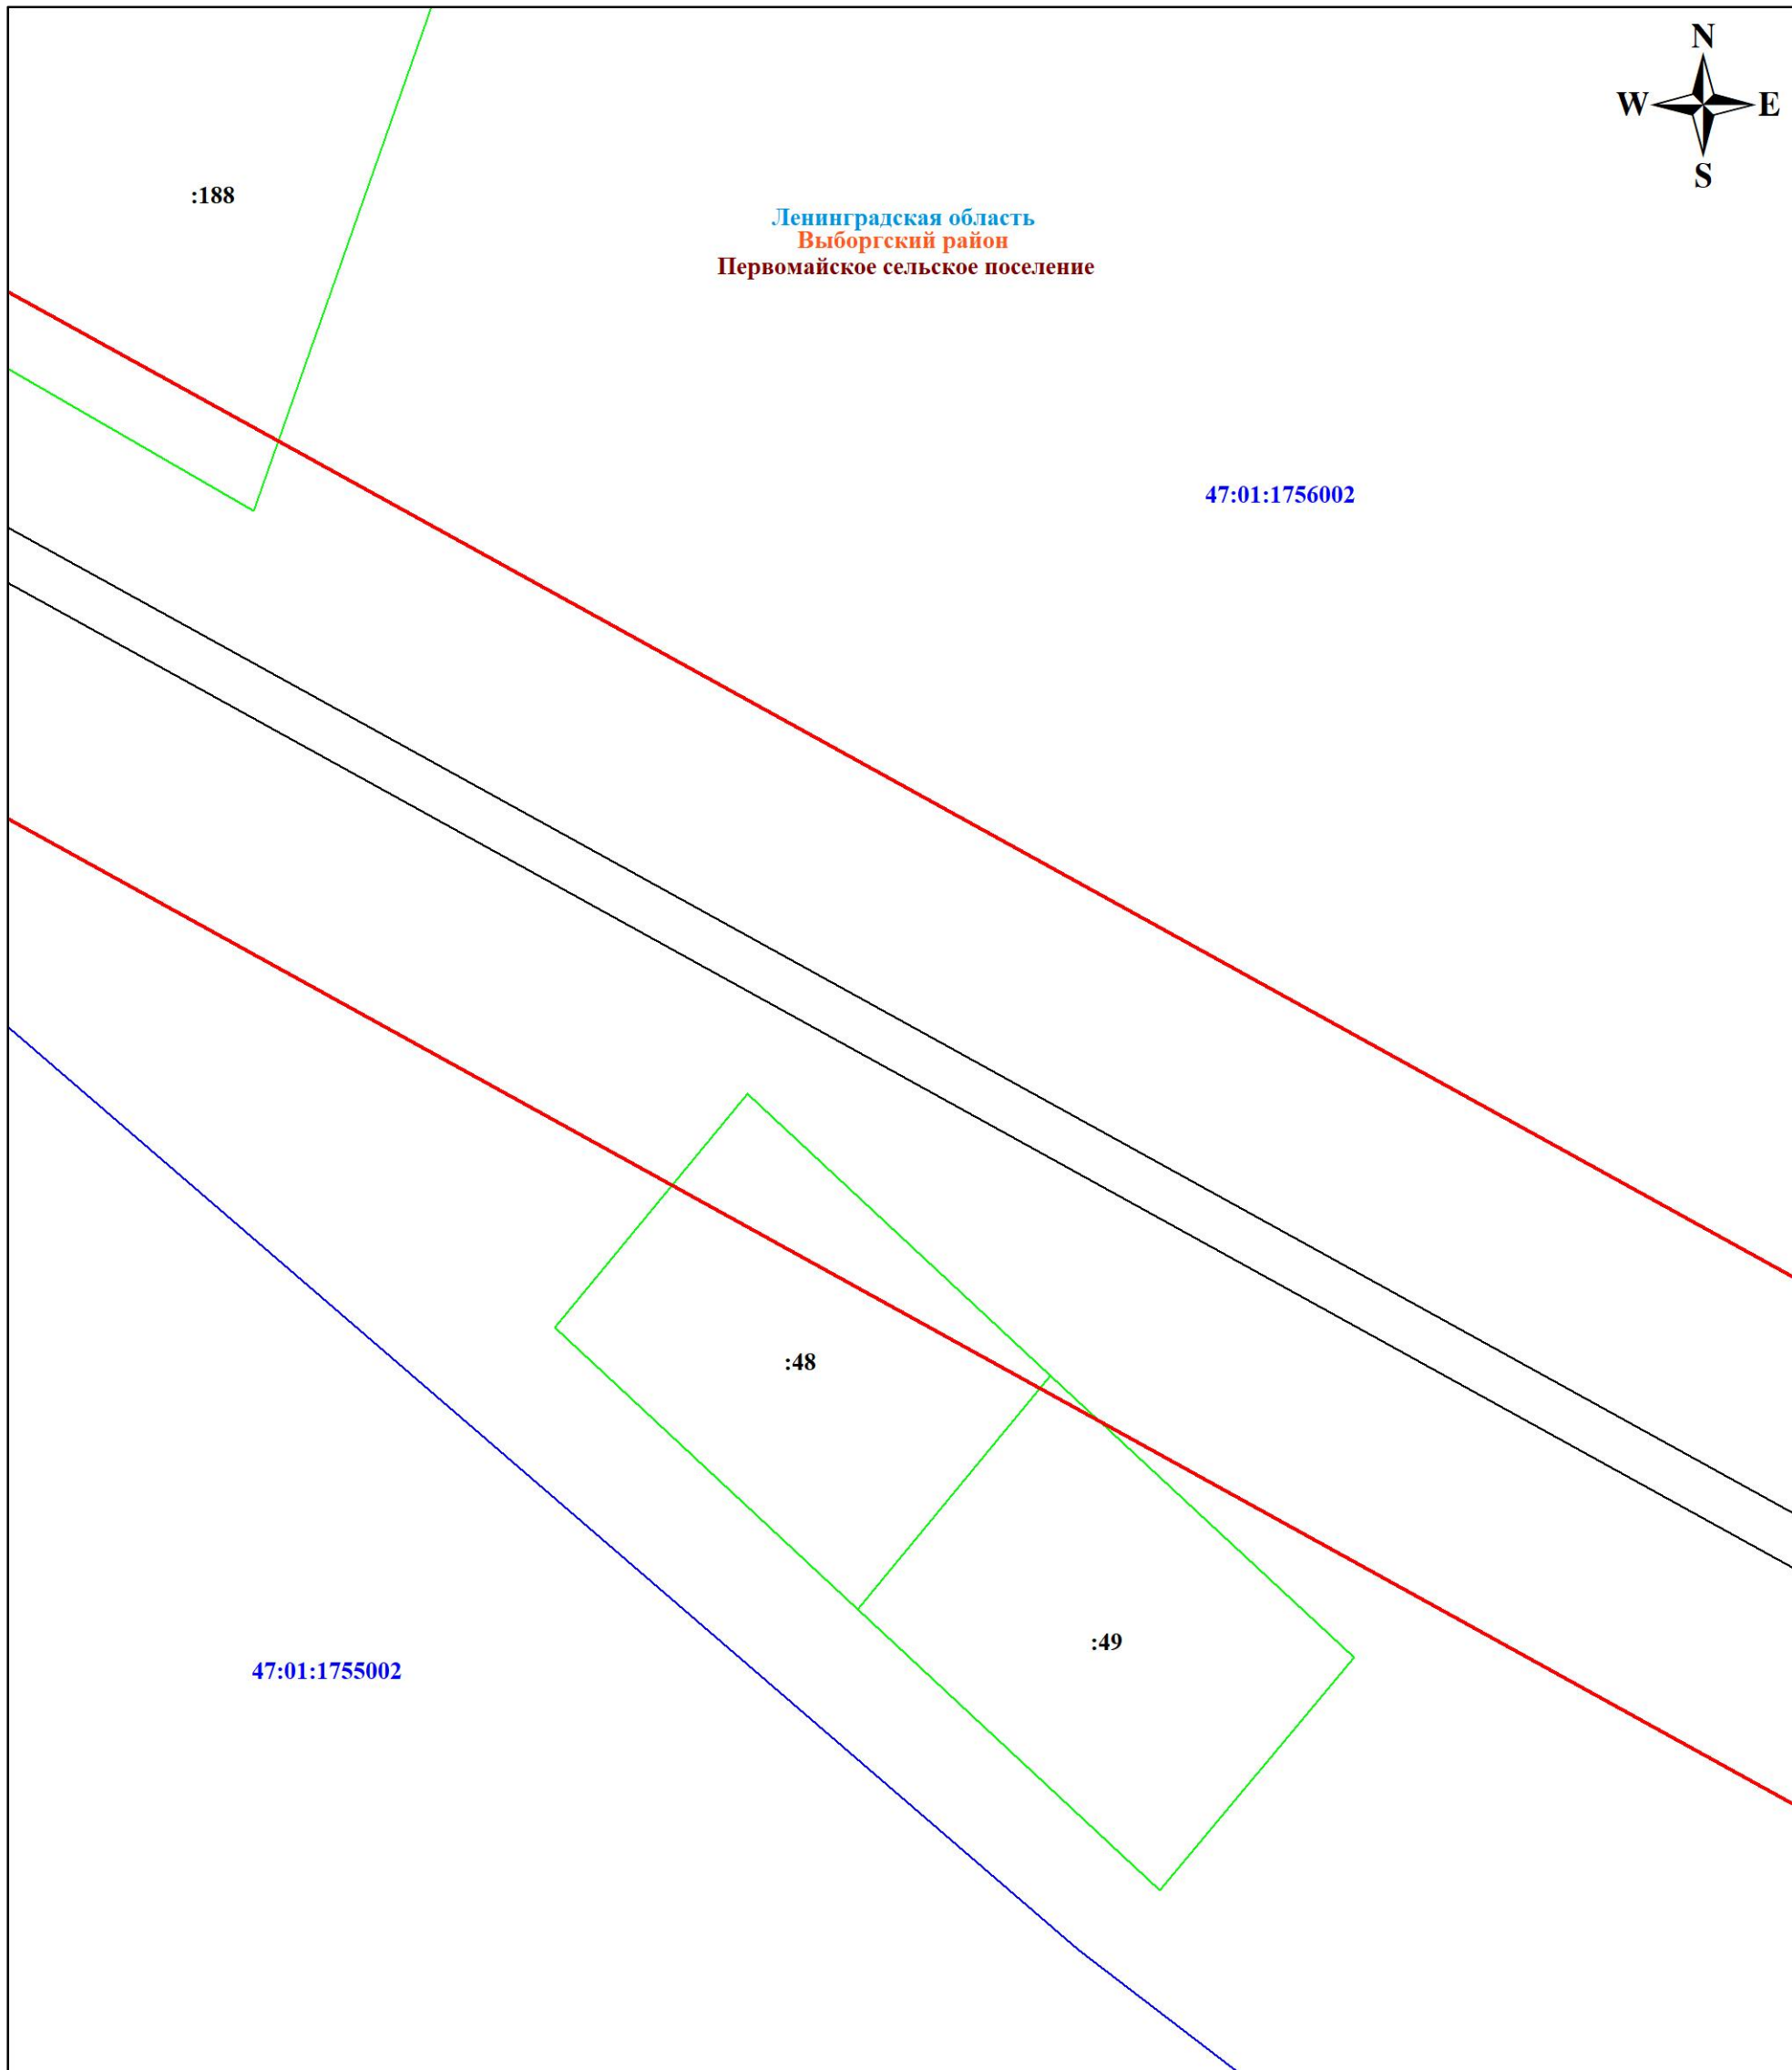 N
W E
S
:188
Ленинградская область
Выборгский район
Первомайское сельское поселение
47:01:1756002
:48
:49
47:01:1755002